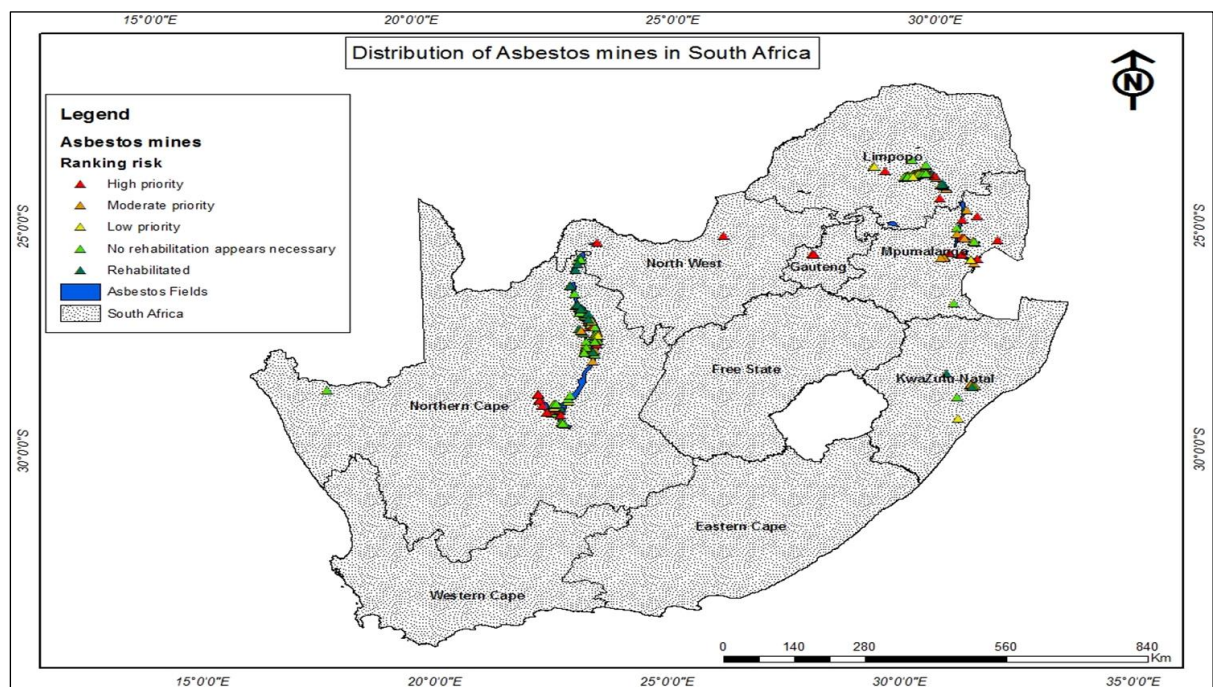 15°0'0"E 20°0'0"E 25°0'0"E 30°0'0"E
Distribution of Asbestos mines in South Africa
N
Legend
Asbestos mines
Ranking risk
High priority
Moderate priority
Low priority
No rehabilitation appears necessary
Rehabilitated
Asbestos Fields
South Africa
Limpopo
25°0'0"S
25°0'0"S
North West
Gauteng
Mpumalanga
Free State
KwaZulu-Natal
Northern Cape
30°0'0"S
30°0'0"S
Eastern Cape
Western Cape
0 140 280 560 840
Km
15°0'0"E 20°0'0"E 25°0'0"E 30°0'0"E 35°0'0"E